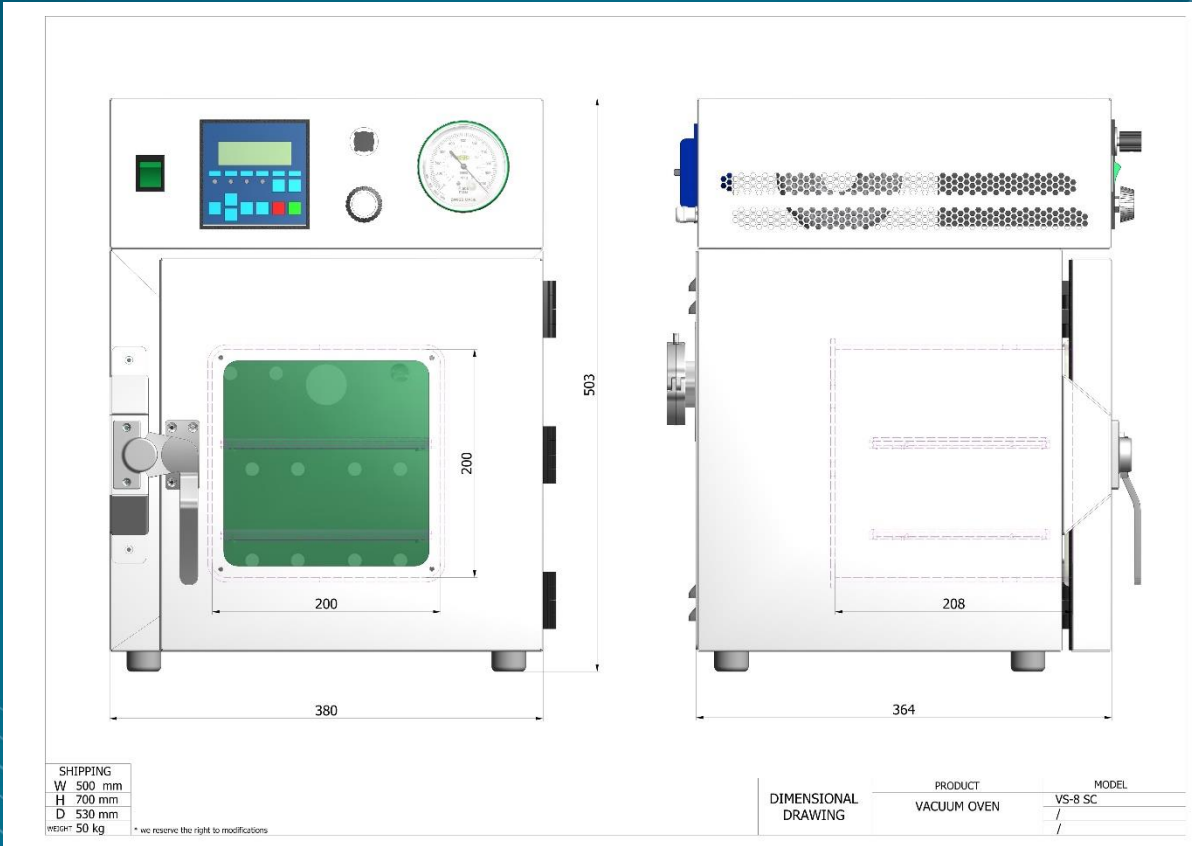 503
200
200
380
208
364
SHIPPING
W 500 mm
H 700 mm
D 530 mm
WEIGHT 50 kg
* we reserve the right to modifications
DIMENSIONAL
DRAWING
PRODUCT
VACUUM OVEN
MODEL
VS-8 SC
/
/